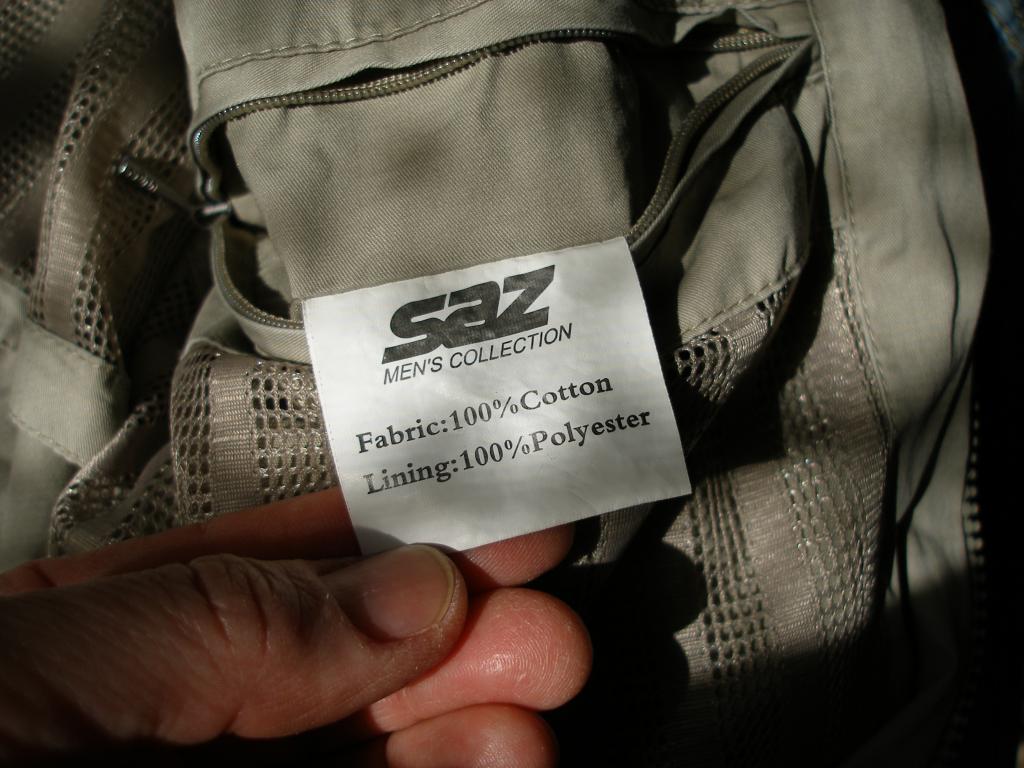 saz
MEN'S COLLECTION
Fabric:100%Cotton
Lining:100%Polyester